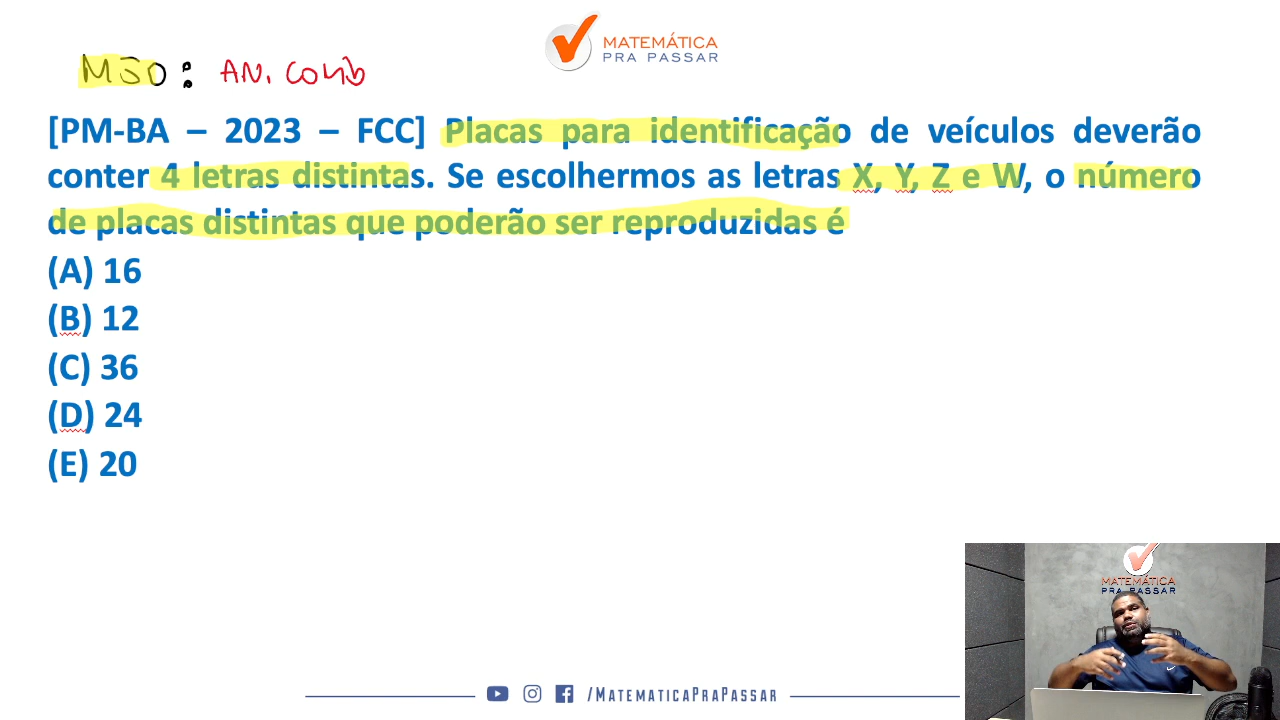 MATEMÁTICA
PRA PASSAR
MSD: AN. COMB
[PM-BA – 2023 – FCC] Placas para identificação de veículos deverão
conter 4 letras distintas. Se escolhermos as letras X, Y, Z e W, o número
de placas distintas que poderão ser reproduzidas é
(A) 16
(B) 12
(C) 36
(D) 24
(E) 20
MATEMÁTICA
PRA PASSAR
/MATEMATICAPRAPASSAR